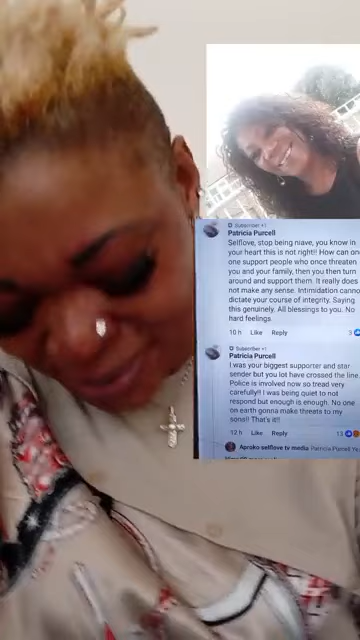 Subscriber +1
Patricia Purcell
Selflove, stop being niave, you know in
your heart this is not right!! How can one
one support people who once threaten
you and your family, then you then turn
around and support them. It really does
not make any sense. Intimidation cannot
dictate your course of integrity. Saying
this genuinely. All blessings to you. No
hard feelings.
10 h Like Reply 3
Subscriber +1
Patricia Purcell
I was your biggest supporter and star
sender but you lot have crossed the line.
Police is involved now so tread very
carefully!! I was being quiet to not
respond but enough is enough. No one
on earth gonna make threats to my
sons!! That's it!!
12 h Like Reply 13
Aproko selflove tv media Patricia Purcell